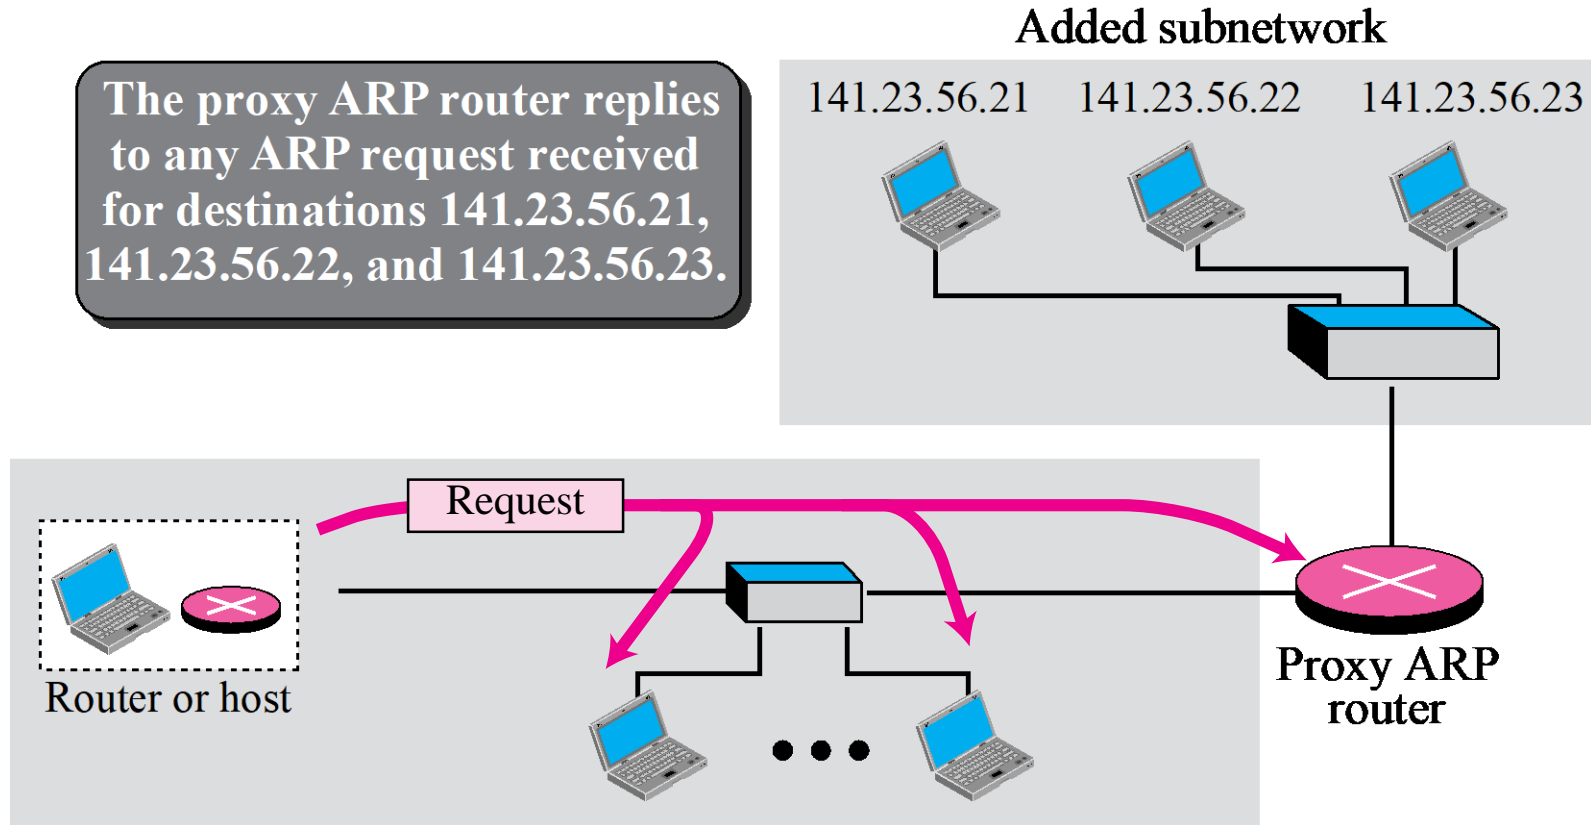 Added subnetwork
The proxy ARP router replies
to any ARP request received
for destinations 141.23.56.21,
141.23.56.22, and 141.23.56.23.
141.23.56.21 141.23.56.22 141.23.56.23
Request
Router or host
Proxy ARP
router